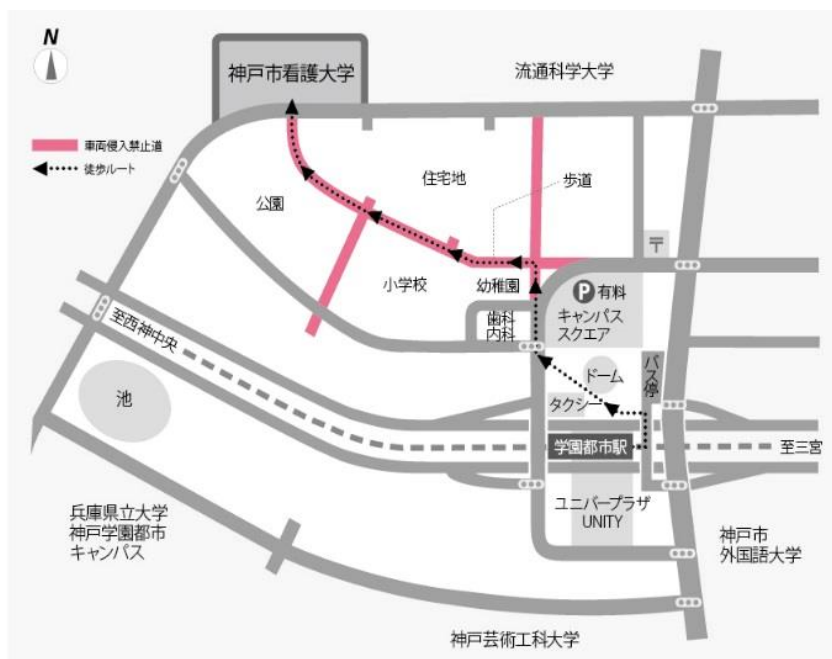 N
神戸市看護大学
流通科学大学
車両侵入禁止道
徒歩ルート
住宅地
歩道
公園
〒
小学校
幼稚園
P 有料
キャンパス
スクエア
歯科
内科
至西神中央
バス停
ドーム
タクシー
池
学園都市駅
至三宮
ユニバープラザ
UNITY
兵庫県立大学
神戸学園都市
キャンパス
神戸市
外国語大学
神戸芸術工科大学